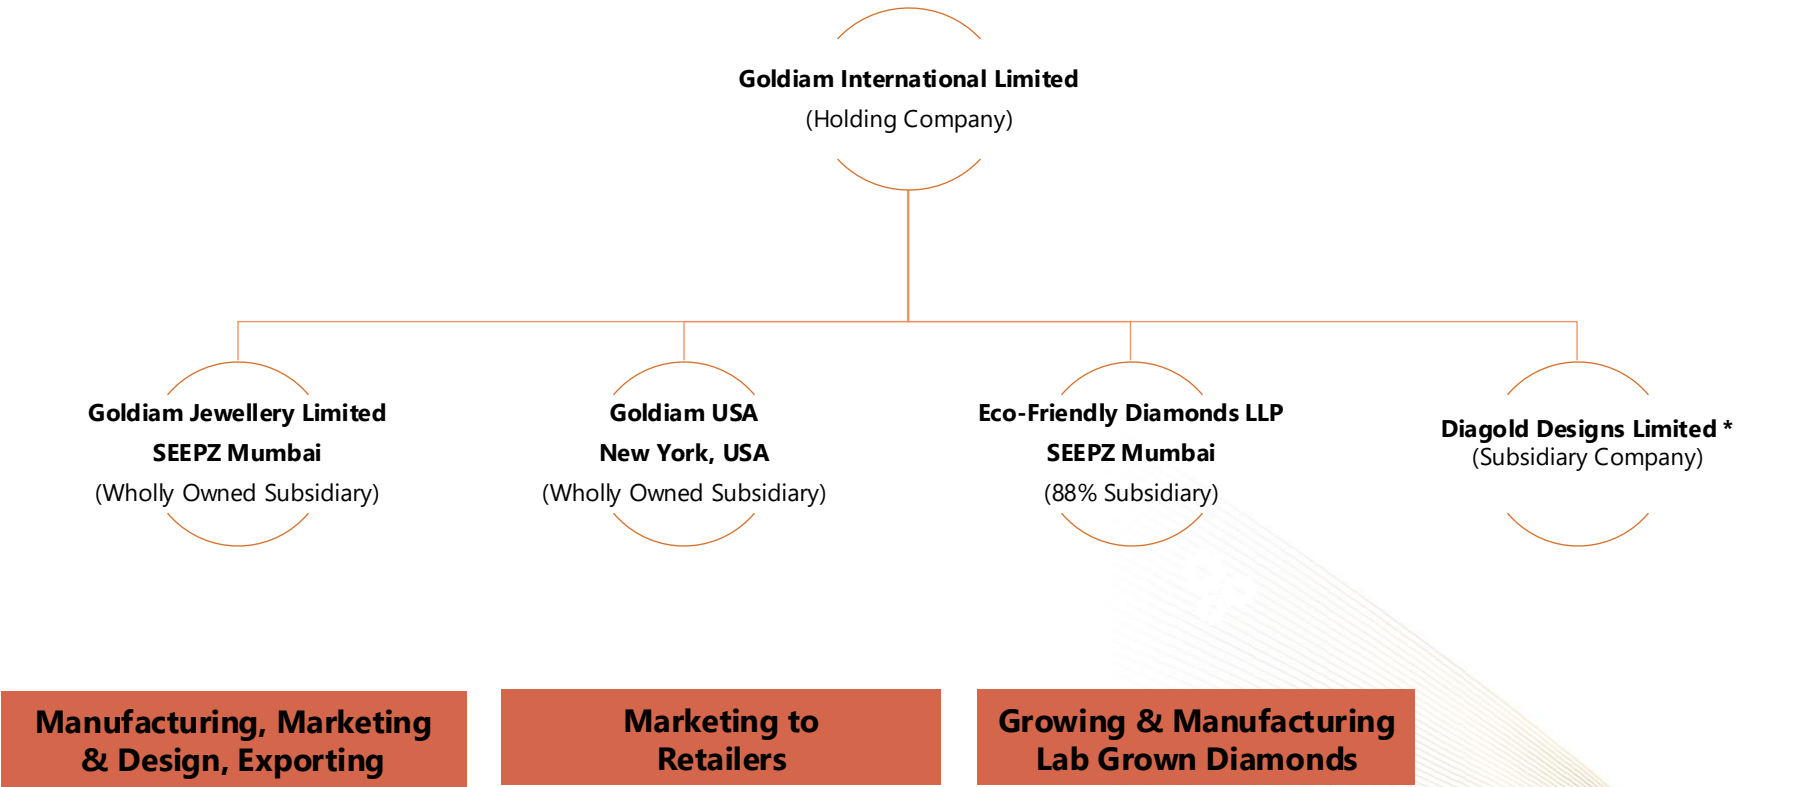 Goldiam International Limited
(Holding Company)
Goldiam Jewellery Limited
SEEPZ Mumbai
(Wholly Owned Subsidiary)
Goldiam USA
New York, USA
(Wholly Owned Subsidiary)
Eco-Friendly Diamonds LLP
SEEPZ Mumbai
(88% Subsidiary)
Diagold Designs Limited *
(Subsidiary Company)
Manufacturing, Marketing
& Design, Exporting
Marketing to
Retailers
Growing & Manufacturing
Lab Grown Diamonds